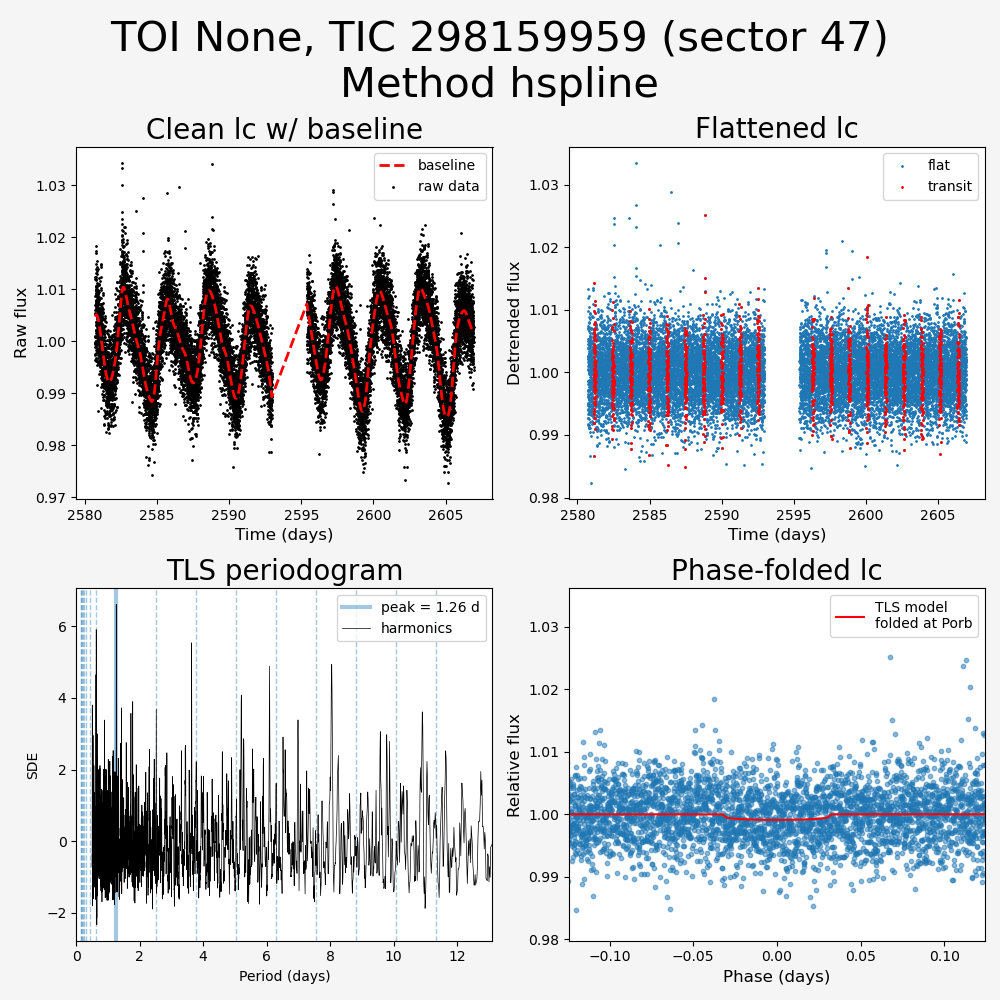 TOI None, TIC 298159959 (sector 47)
Method hspline
Clean lc w/ baseline
baseline
raw data
1.03
1.02
1.01
1.00
0.99
0.98
0.97
Raw flux
2580
2585
2590
2595
2600
2605
Time (days)
Flattened lc
flat
transit
1.03
1.02
1.01
1.00
0.99
0.98
Detrended flux
2580
2585
2590
2595
2600
2605
Time (days)
TLS periodogram
peak = 1.26 d
harmonics
6
4
2
0
−2
SDE
0
2
4
6
8
10
12
Period (days)
Phase-folded lc
TLS model
folded at Porb
1.03
1.02
1.01
1.00
0.99
0.98
Relative flux
−0.10
−0.05
0.00
0.05
0.10
Phase (days)